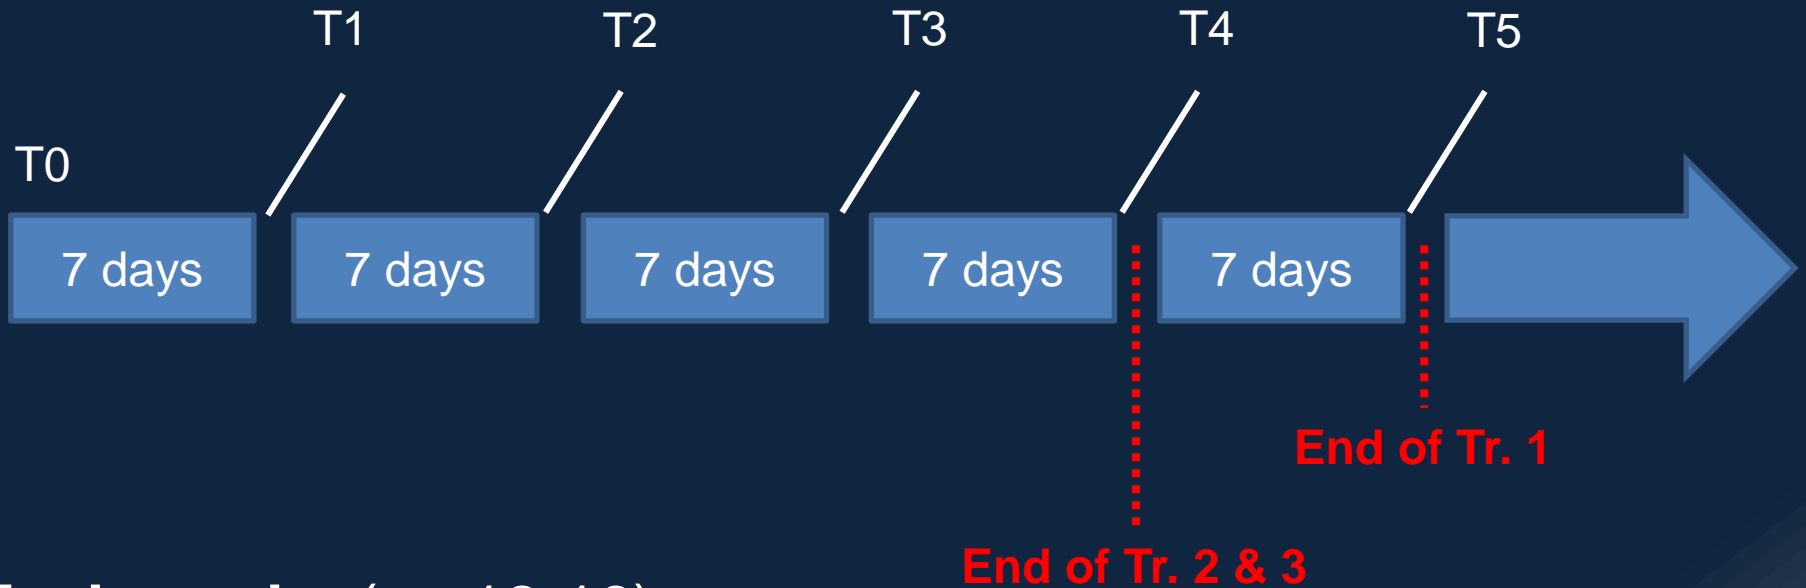 T1 T2 T3 T4 T5
T0
7 days 7 days 7 days 7 days 7 days
End of Tr. 1
End of Tr. 2 & 3